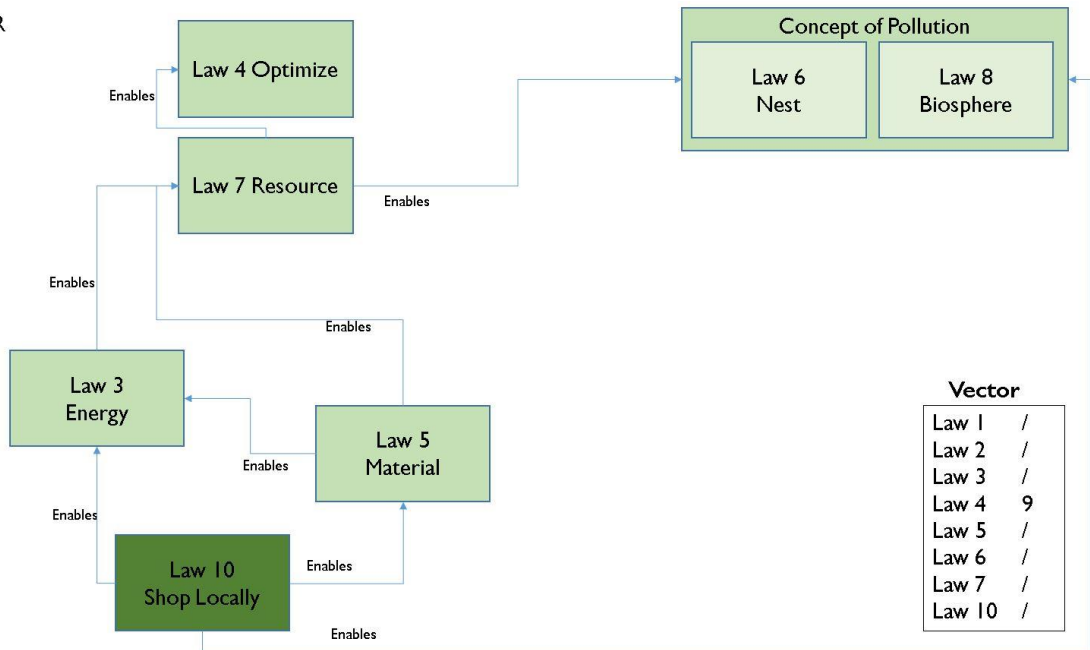 R
Concept of Pollution
Law 4 Optimize
Law 6
Nest
Law 8
Biosphere
Enables
Law 7 Resource
Enables
Enables
Enables
Law 3
Energy
Law 5
Material
Enables
Enables
Law 10
Shop Locally
Enables
Enables
Vector
Law 1 /
Law 2 /
Law 3 /
Law 4 9
Law 5 /
Law 6 /
Law 7 /
Law 10 /